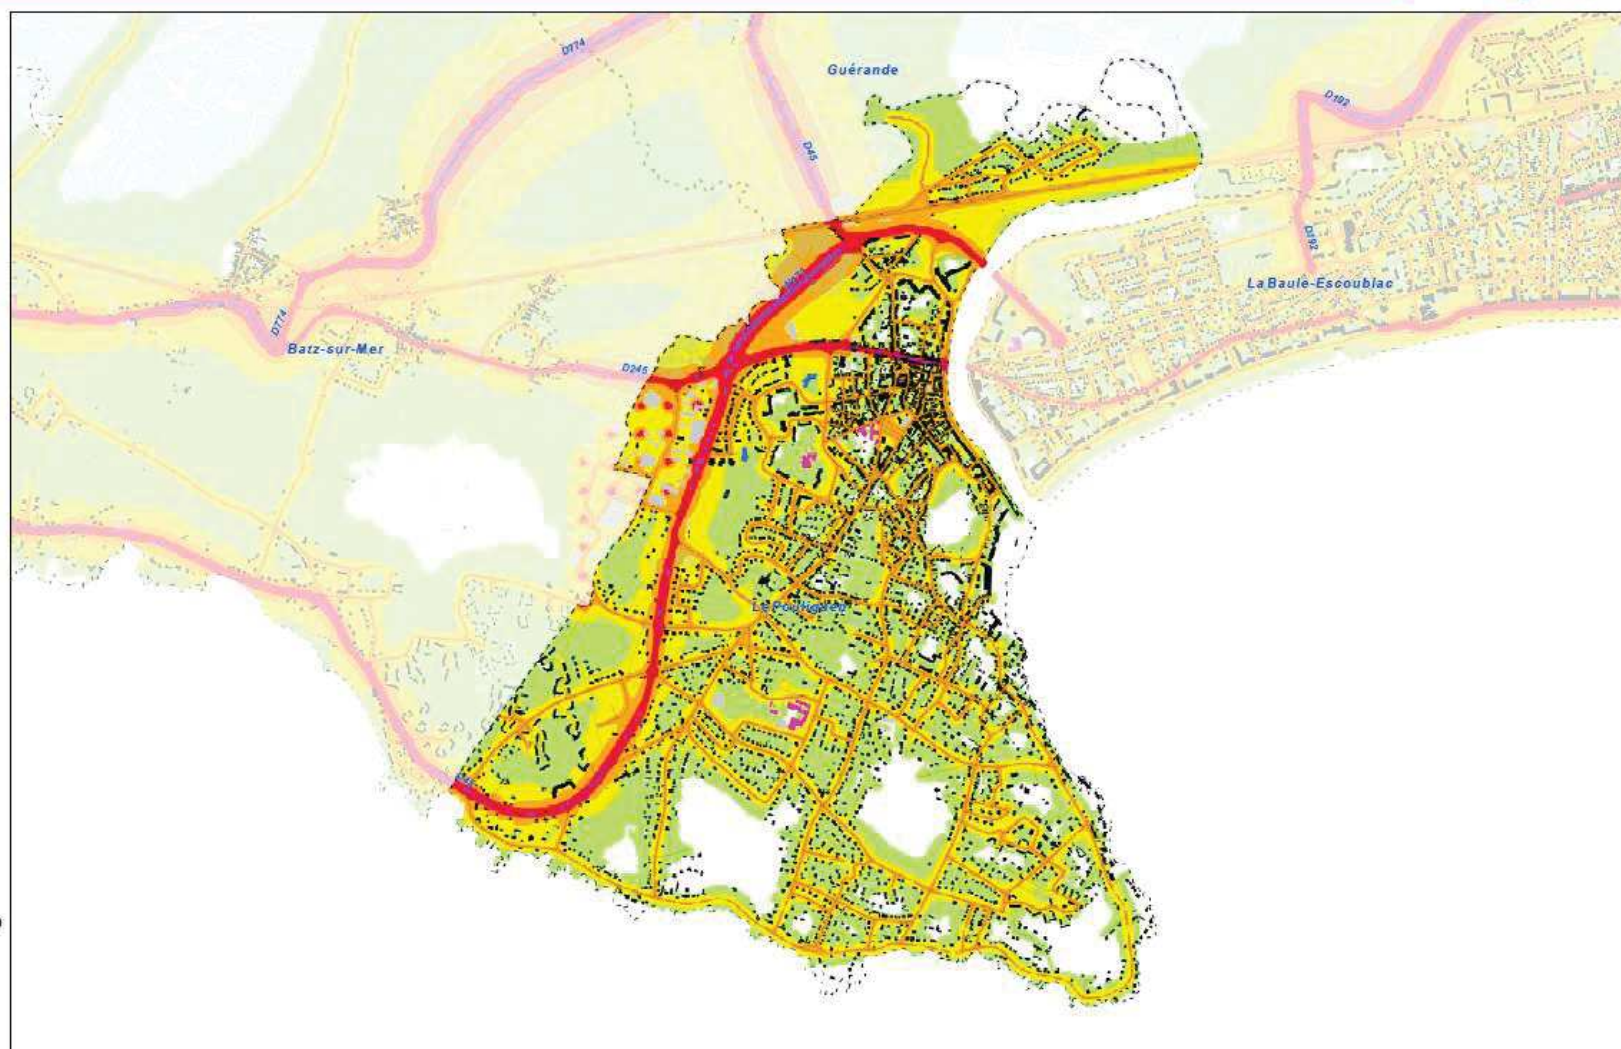 D774
Guérande
D192
D45
D192
La Baule-Escoublac
D774
Batz-sur-Mer
D245
Le Pouliguen